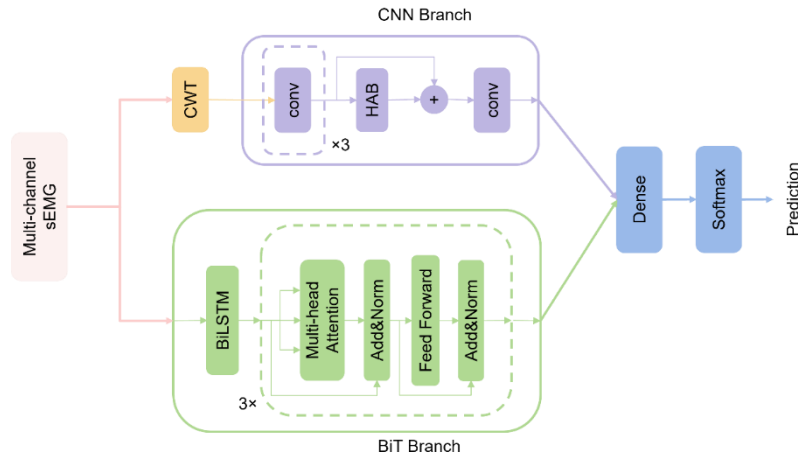 CNN Branch
Multi-channel
sEMG
CWT
conv
×3
HAB
+
conv
BiLSTM
3×
Multi-head
Attention
Add&Norm
Feed Forward
Add&Norm
BiT Branch
Dense
Softmax
Prediction